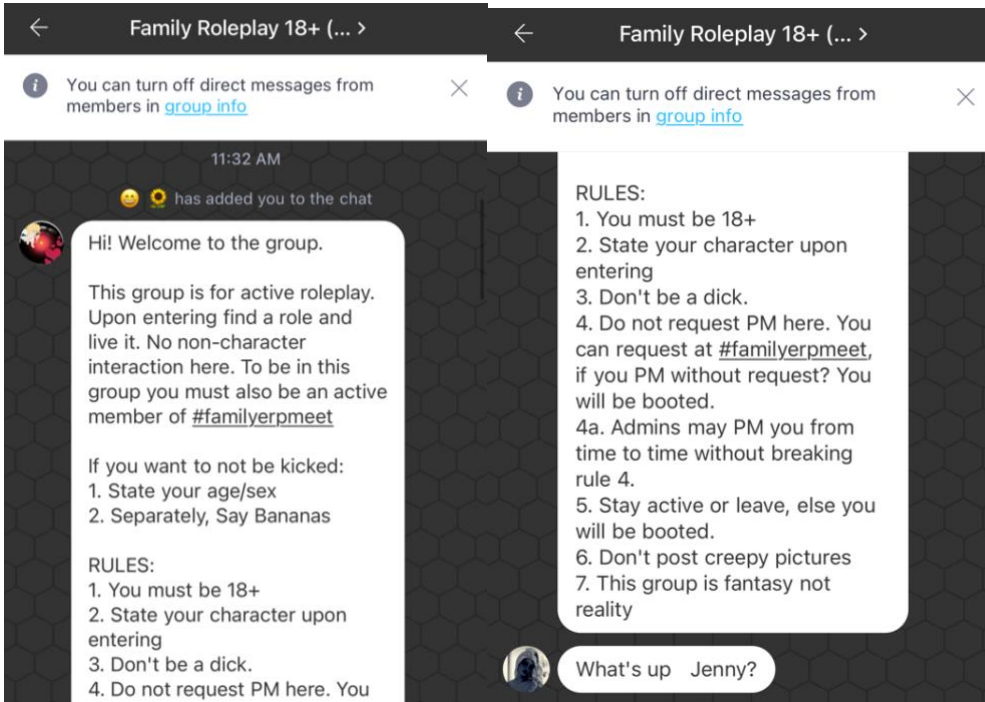 Family Roleplay 18+ (... >
You can turn off direct messages from
members in group info
11:32 AM
😀 🌻 has added you to the chat
Hi! Welcome to the group.
This group is for active roleplay.
Upon entering find a role and
live it. No non-character
interaction here. To be in this
group you must also be an active
member of #familyerpmeet
If you want to not be kicked:
1. State your age/sex
2. Separately, Say Bananas
RULES:
1. You must be 18+
2. State your character upon
entering
3. Don't be a dick.
4. Do not request PM here. You
Family Roleplay 18+ (... >
You can turn off direct messages from
members in group info
RULES:
1. You must be 18+
2. State your character upon
entering
3. Don't be a dick.
4. Do not request PM here. You
can request at #familyerpmeet,
if you PM without request? You
will be booted.
4a. Admins may PM you from
time to time without breaking
rule 4.
5. Stay active or leave, else you
will be booted.
6. Don't post creepy pictures
7. This group is fantasy not
reality
What's up Jenny?